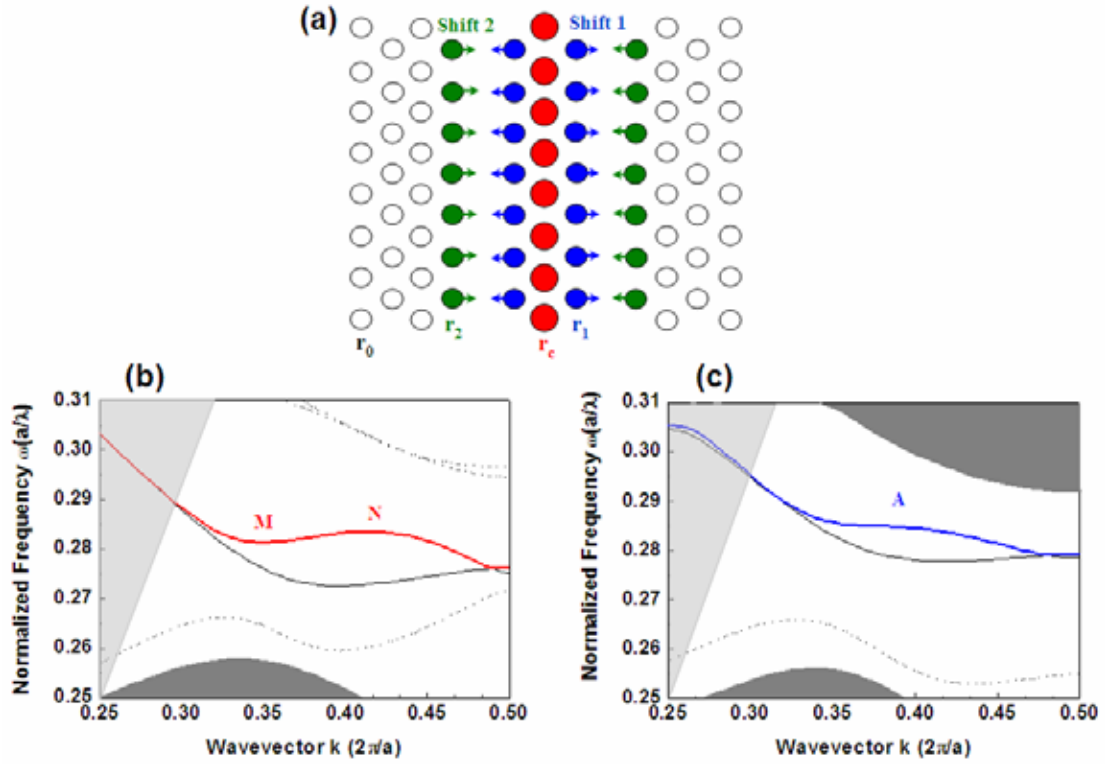 (a)
Shift 2 Shift 1
r0 r2 rc r1
(b)
0.31
0.30
0.29
0.28
0.27
0.26
0.25
Normalized Frequency ω(a/λ)
M N
0.25 0.30 0.35 0.40 0.45 0.50
Wavevector k (2π/a)
(c)
0.31
0.30
0.29
0.28
0.27
0.26
0.25
Normalized Frequency ω(a/λ)
A
0.25 0.30 0.35 0.40 0.45 0.50
Wavevector k (2π/a)